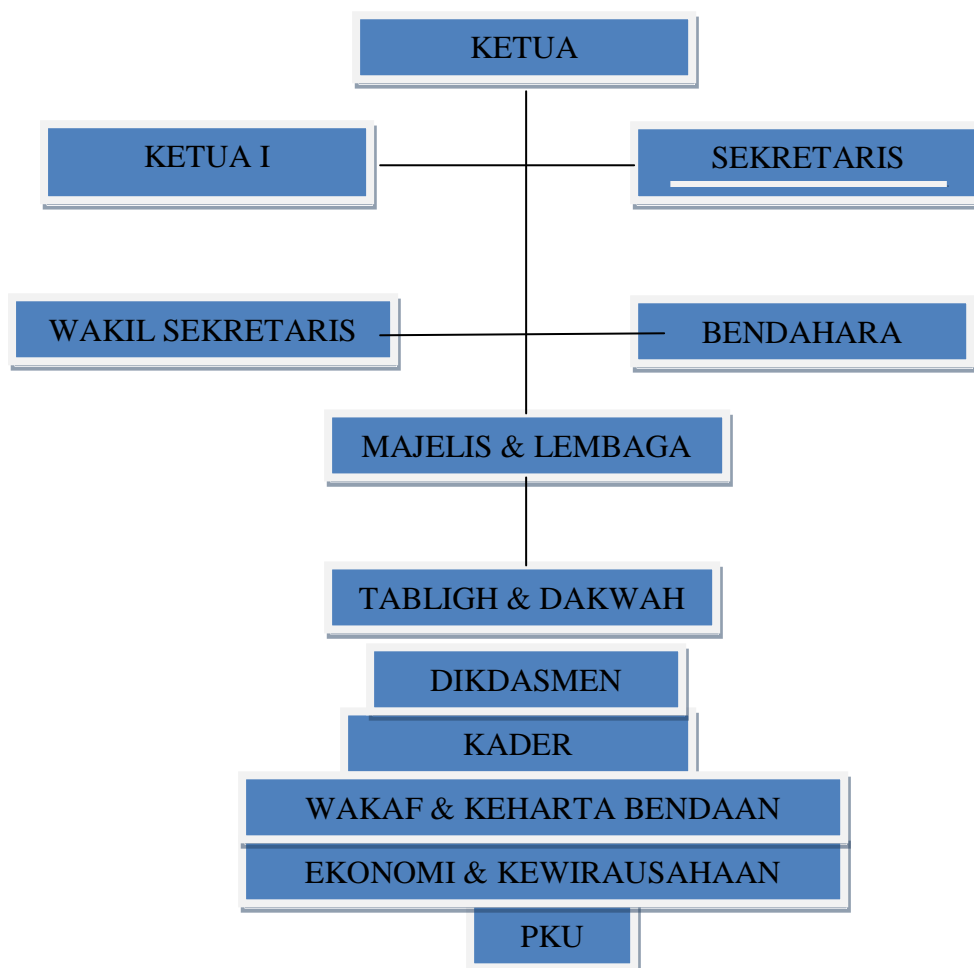 KETUA
KETUA I
SEKRETARIS
WAKIL SEKRETARIS
BENDAHARA
MAJELIS & LEMBAGA
TABLIGH & DAKWAH
DIKDASMEN
KADER
WAKAF & KEHARTA BENDAAN
EKONOMI & KEWIRAUSAHAAN
PKU